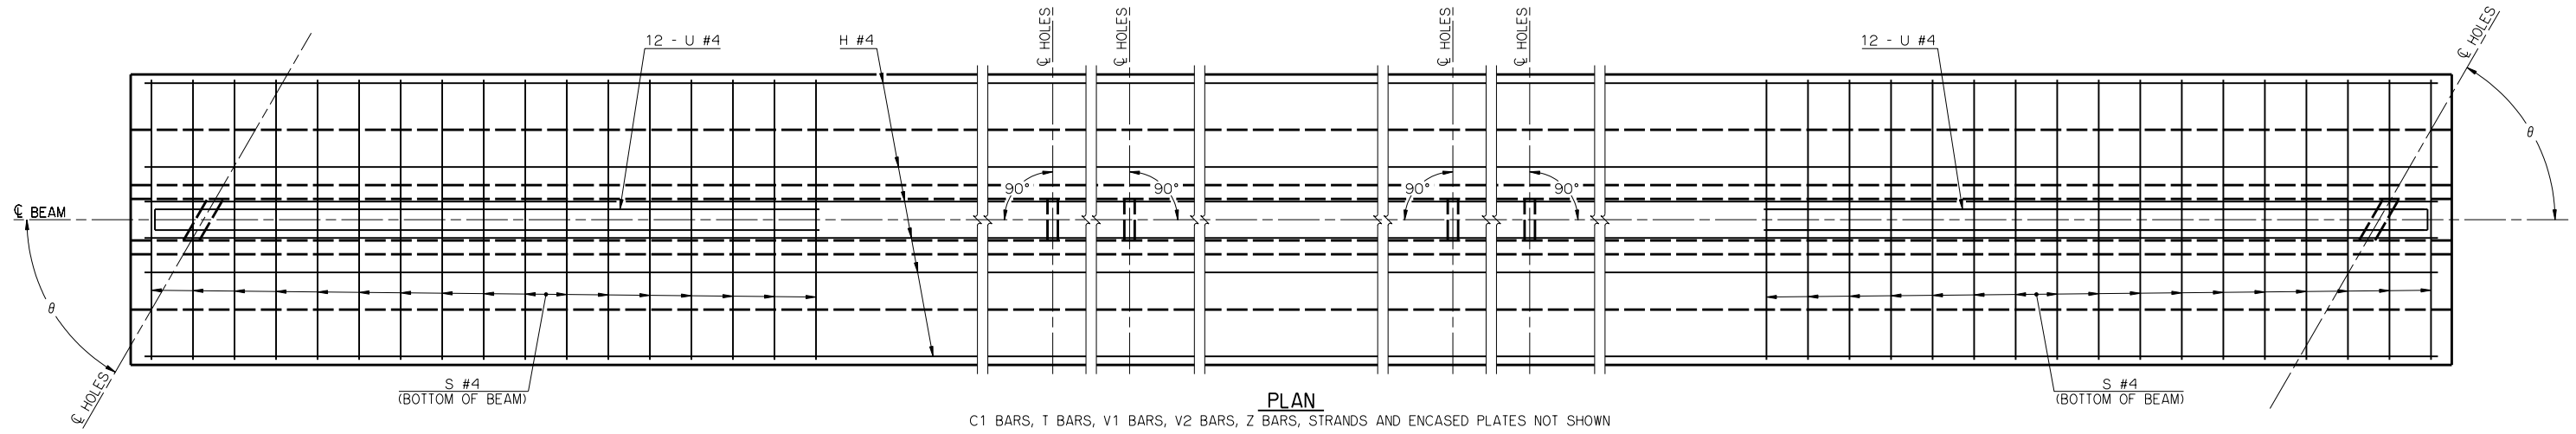 ℄ HOLES
℄ HOLES
℄ HOLES
℄ HOLES
℄ HOLES
12 - U #4
H #4
12 - U #4
θ
90°
90°
90°
90°
℄ BEAM
θ
℄ HOLES
S #4
(BOTTOM OF BEAM)
S #4
(BOTTOM OF BEAM)
PLAN
C1 BARS, T BARS, V1 BARS, V2 BARS, Z BARS, STRANDS AND ENCASED PLATES NOT SHOWN